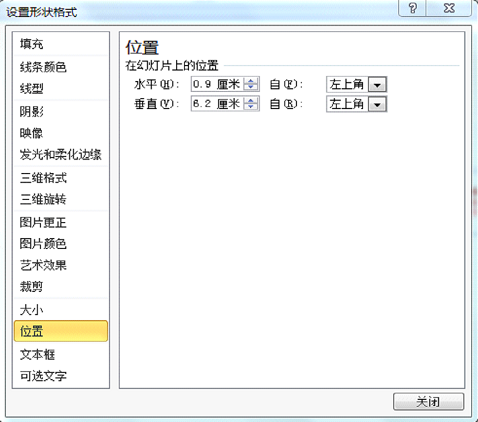 设置形状格式
填充
线条颜色
线型
阴影
映像
发光和柔化边缘
三维格式
三维旋转
图片更正
图片颜色
艺术效果
裁剪
大小
位置
文本框
可选文字
位置
在幻灯片上的位置
水平(H): 0.9 厘米 自(F): 左上角
垂直(V): 6.2 厘米 自(R): 左上角
关闭